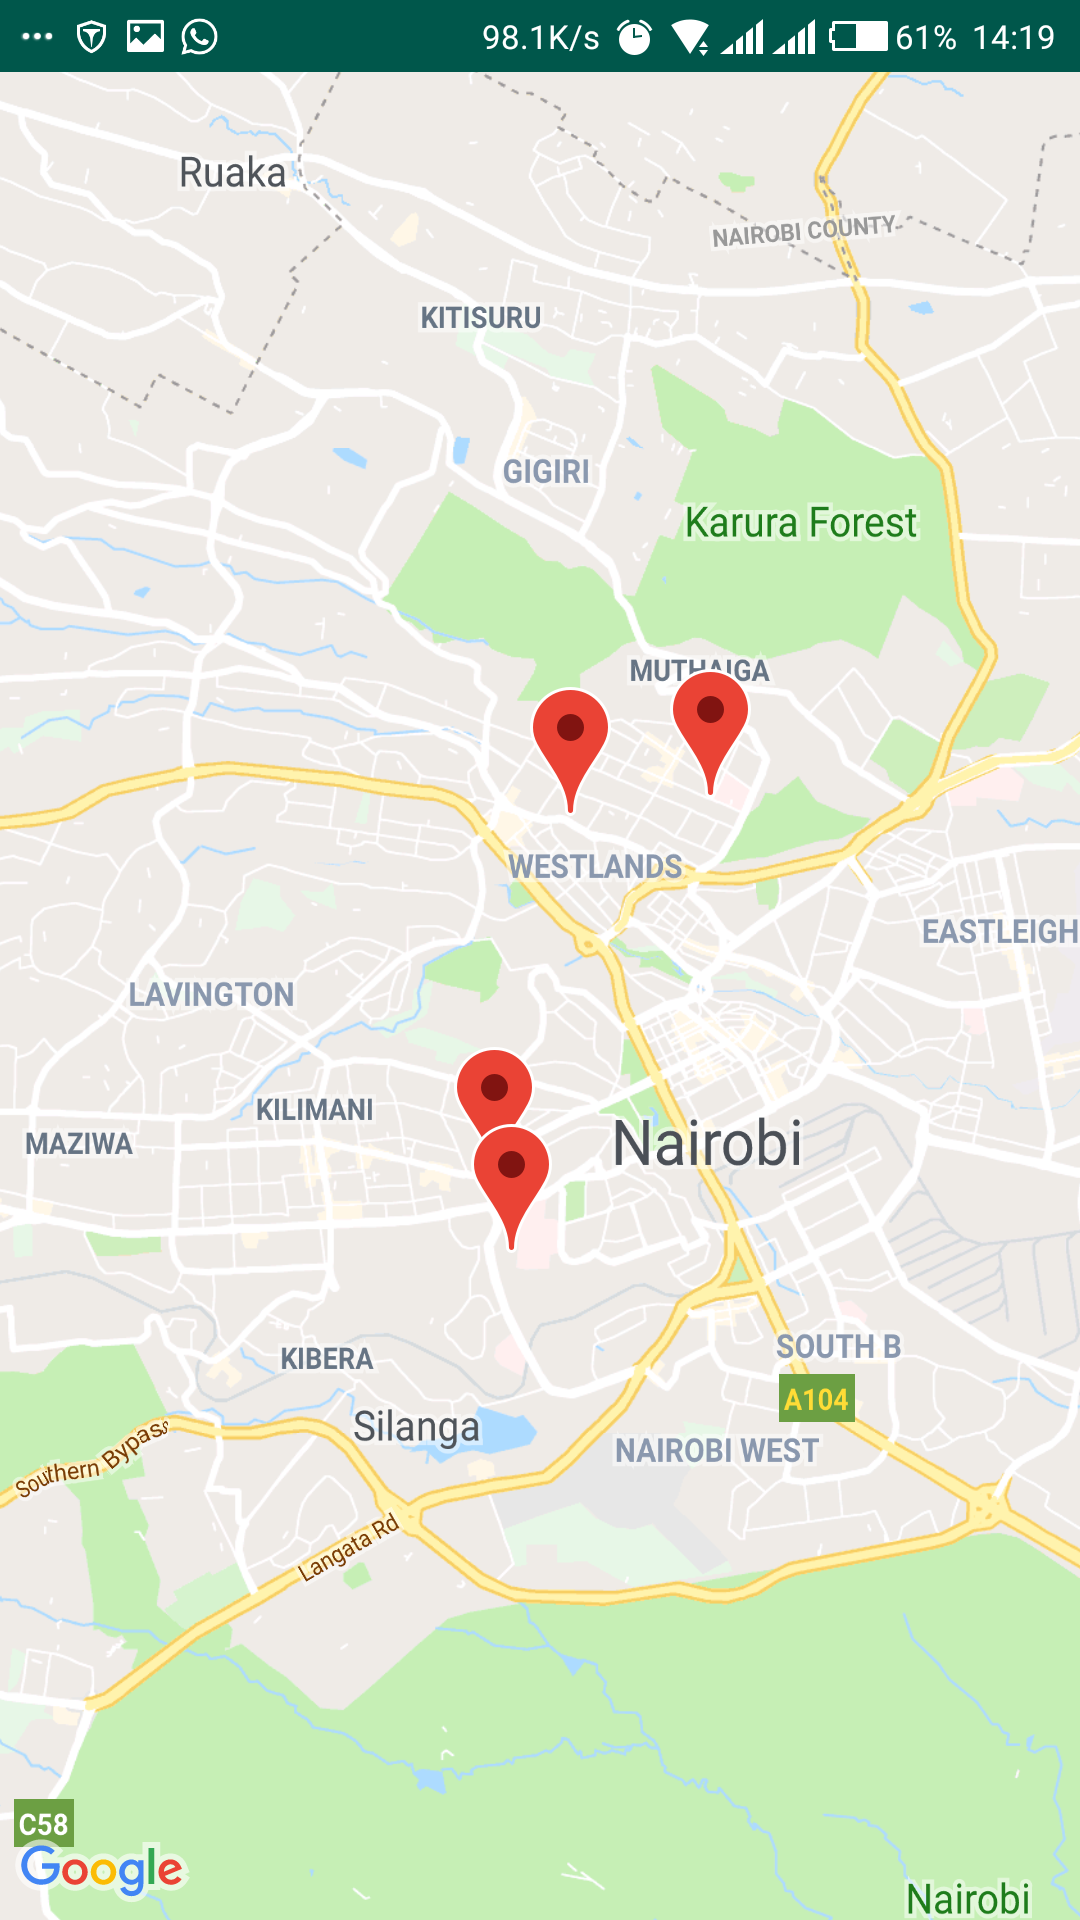 98.1K/s 61% 14:19
Ruaka
NAIROBI COUNTY
KITISURU
GIGIRI
Karura Forest
MUTHAIGA
WESTLANDS
EASTLEIGH
LAVINGTON
KILIMANI
MAZIWA
Nairobi
KIBERA
SOUTH B
A104
Silanga
NAIROBI WEST
Southern Bypass
Langata Rd
C58
Google
Nairobi